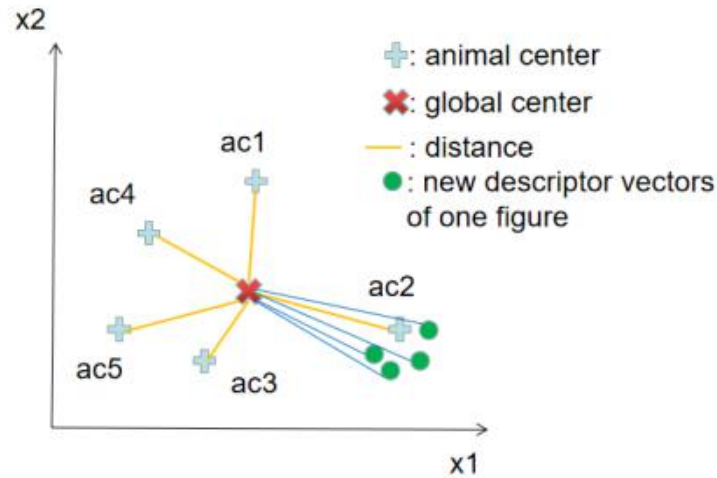 x2
: animal center
: global center
: distance
: new descriptor vectors
of one figure
ac1
ac4
ac2
ac5
ac3
x1